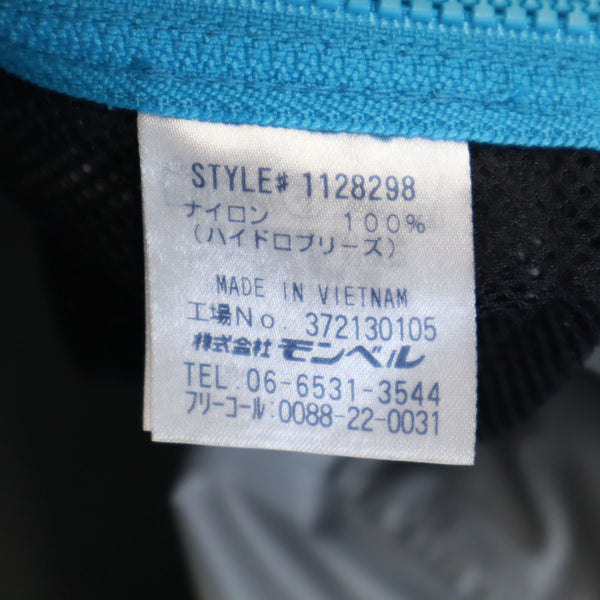 STYLE# 1128298
ナイロン 100%
(ハイドロブリーズ)
MADE IN VIETNAM
工場No. 372130105
株式会社 モンベル
TEL. 06-6531-3544
フリーコール:0088-22-0031